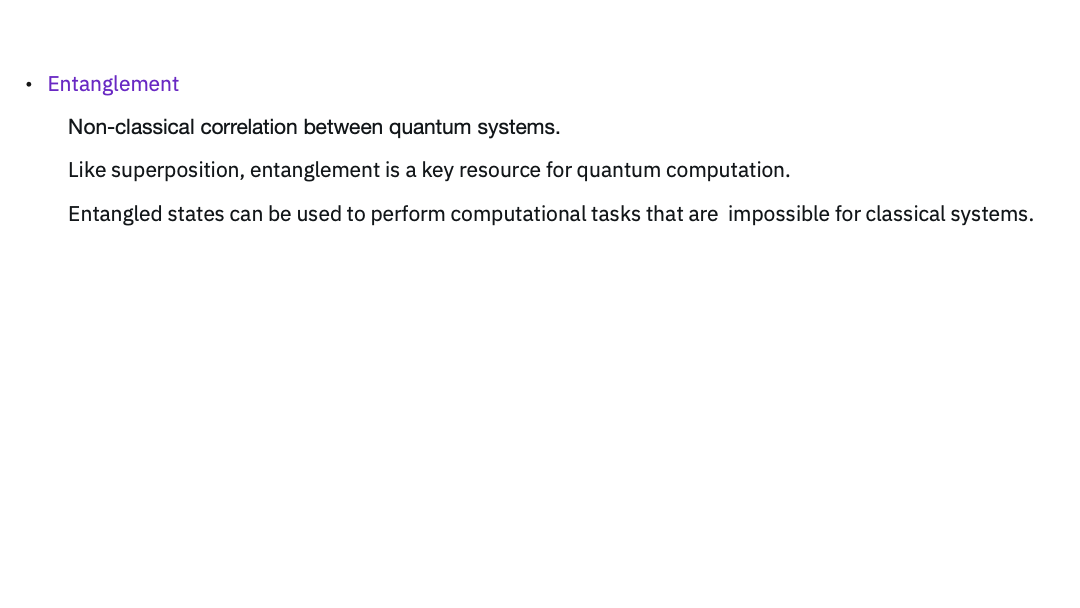 • Entanglement
Non-classical correlation between quantum systems.
Like superposition, entanglement is a key resource for quantum computation.
Entangled states can be used to perform computational tasks that are  impossible for classical systems.